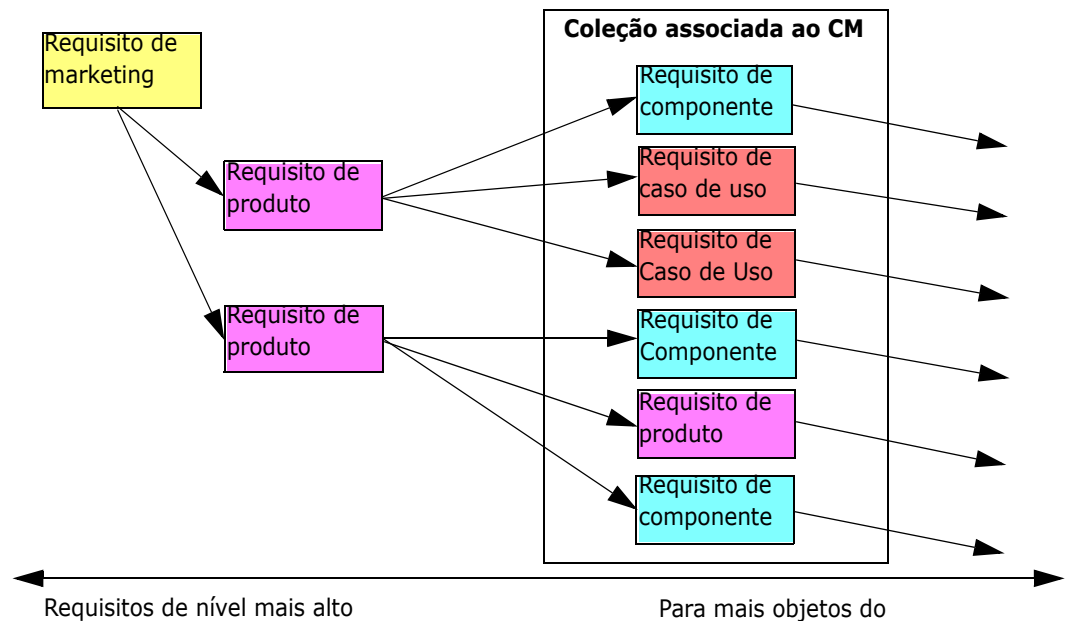 Coleção associada ao CM
Requisito de
marketing
Requisito de
produto
Requisito de
produto
Requisito de
componente
Requisito de
caso de uso
Requisito de
Caso de Uso
Requisito de
Componente
Requisito de
produto
Requisito de
componente
Requisitos de nível mais alto
Para mais objetos do